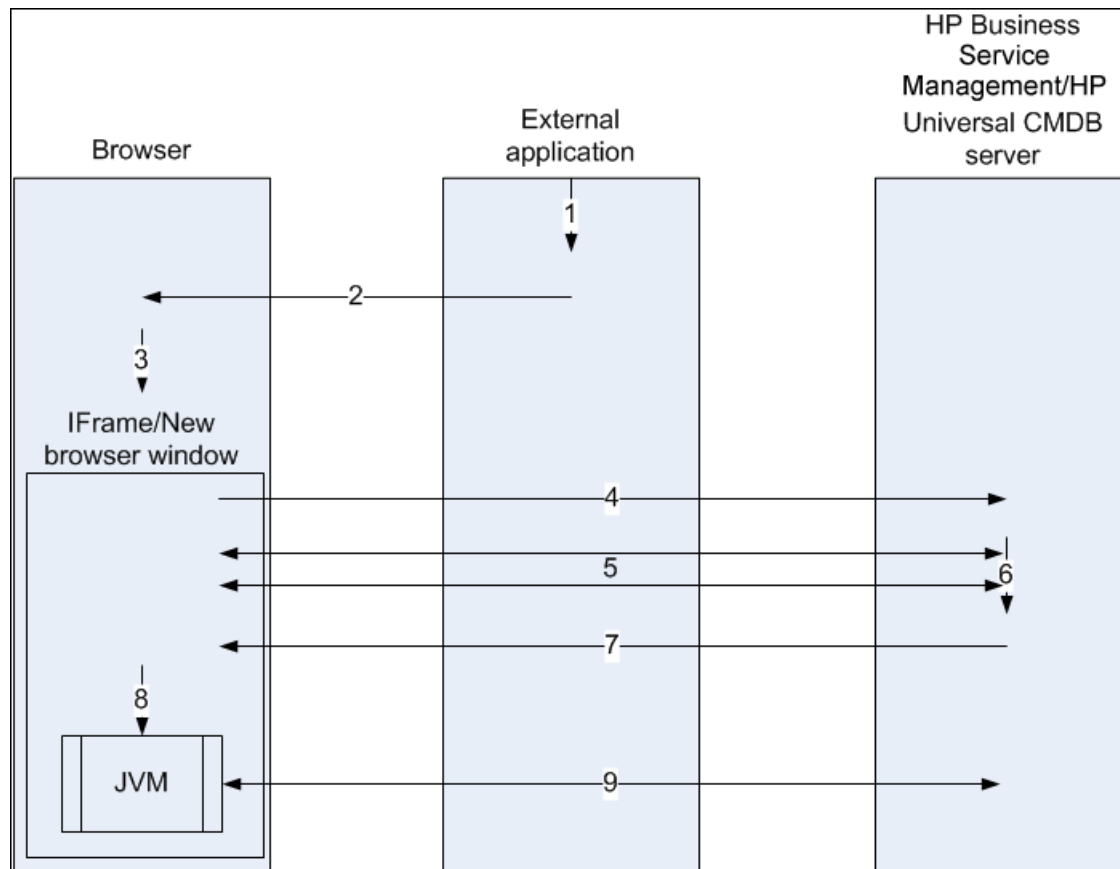 HP Business
Service
Management/HP
Universal CMDB
server
External
application
Browser
1
2
3
IFrame/New
browser window
4
5
6
7
8
JVM
9